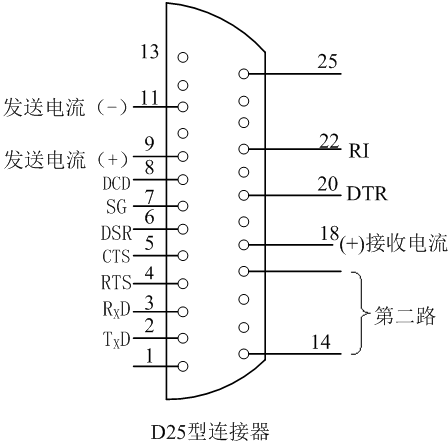 13
25
发送电流（-） 11
22 RI
9
发送电流（+）
8
DCD
20 DTR
7
SG
6
DSR
18 (+)接收电流
5
CTS
4
RTS
3
RxD
第二路
2
TxD
14
1
D25型连接器